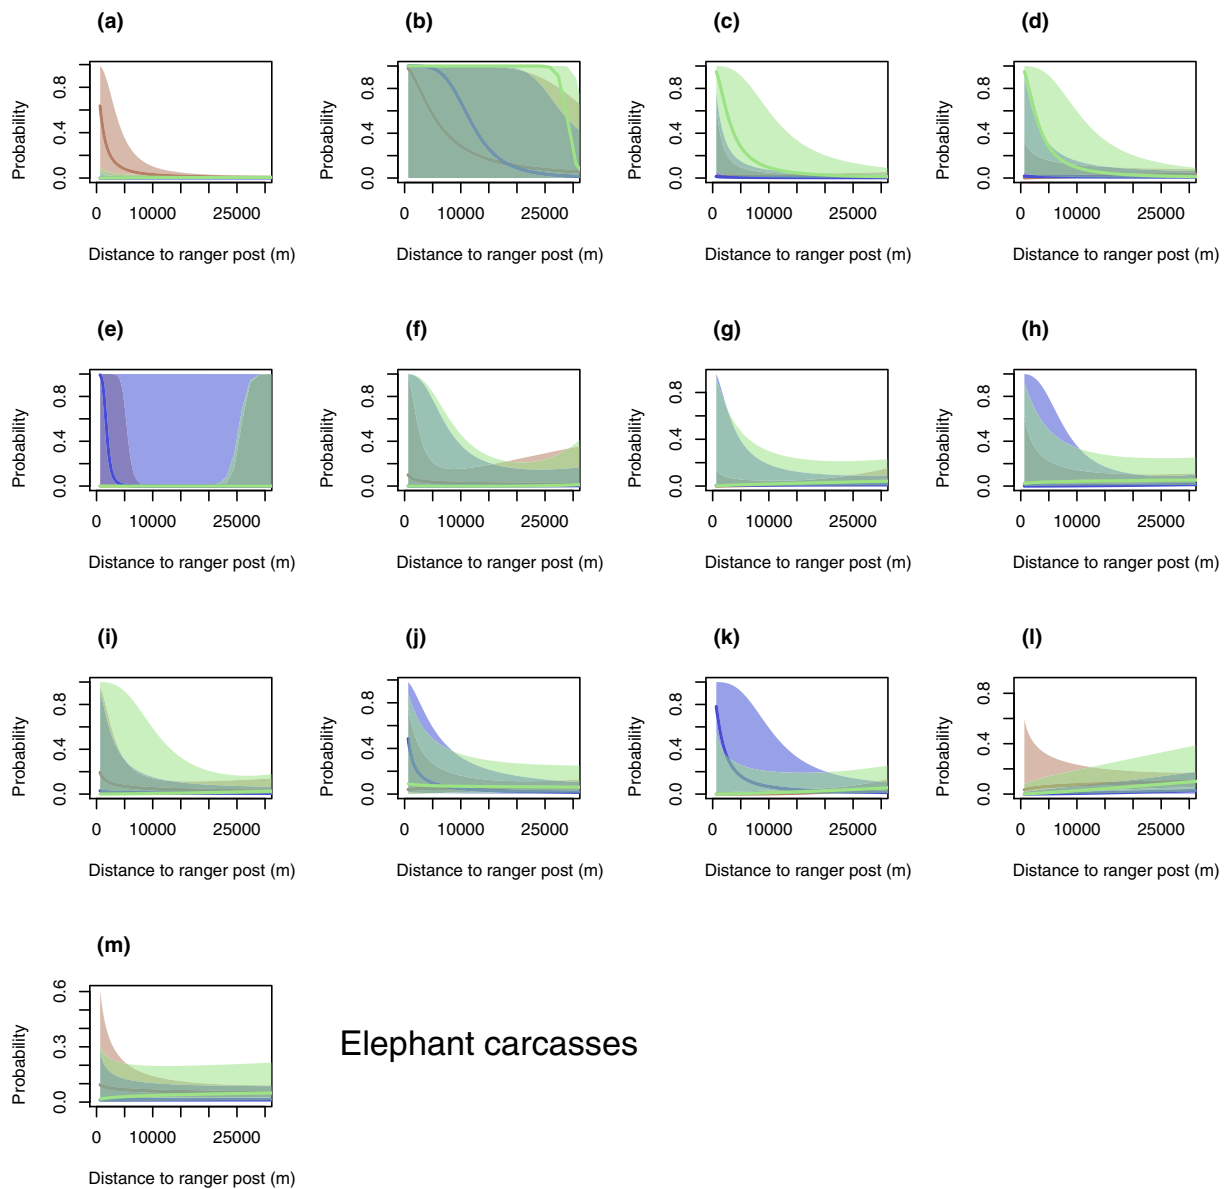 (a) (b) (c) (d)
Probability 0.0 0.4 0.8 Probability 0.0 0.4 0.8 Probability 0.0 0.4 0.8 Probability 0.0 0.4 0.8
0 10000 25000 0 10000 25000 0 10000 25000 0 10000 25000
Distance to ranger post (m) Distance to ranger post (m) Distance to ranger post (m) Distance to ranger post (m)
(e) (f) (g) (h)
Probability 0.0 0.4 0.8 Probability 0.0 0.4 0.8 Probability 0.0 0.4 0.8 Probability 0.0 0.4 0.8
0 10000 25000 0 10000 25000 0 10000 25000 0 10000 25000
Distance to ranger post (m) Distance to ranger post (m) Distance to ranger post (m) Distance to ranger post (m)
(i) (j) (k) (l)
Probability 0.0 0.4 0.8 Probability 0.0 0.4 0.8 Probability 0.0 0.4 0.8 Probability 0.0 0.4 0.8
0 10000 25000 0 10000 25000 0 10000 25000 0 10000 25000
Distance to ranger post (m) Distance to ranger post (m) Distance to ranger post (m) Distance to ranger post (m)
(m)
Probability 0.0 0.3 0.6
Elephant carcasses
0 10000 25000
Distance to ranger post (m)